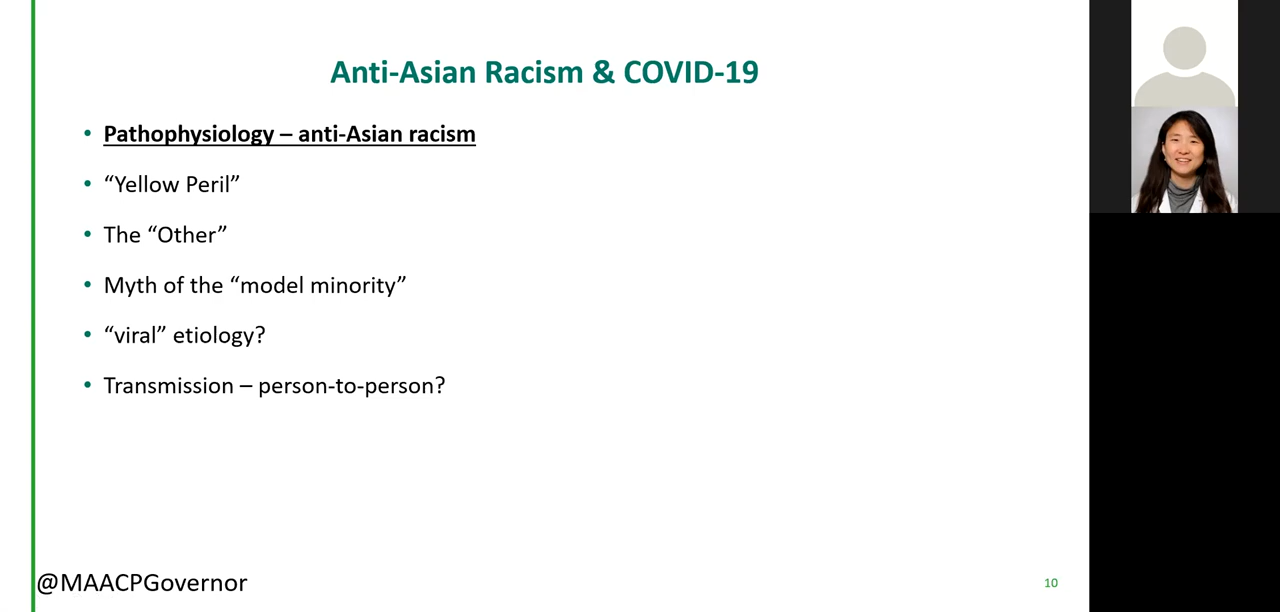 Anti-Asian Racism & COVID-19
• Pathophysiology – anti-Asian racism
• “Yellow Peril”
• The “Other”
• Myth of the “model minority”
• “viral” etiology?
• Transmission – person-to-person?
@MAACPGovernor
10